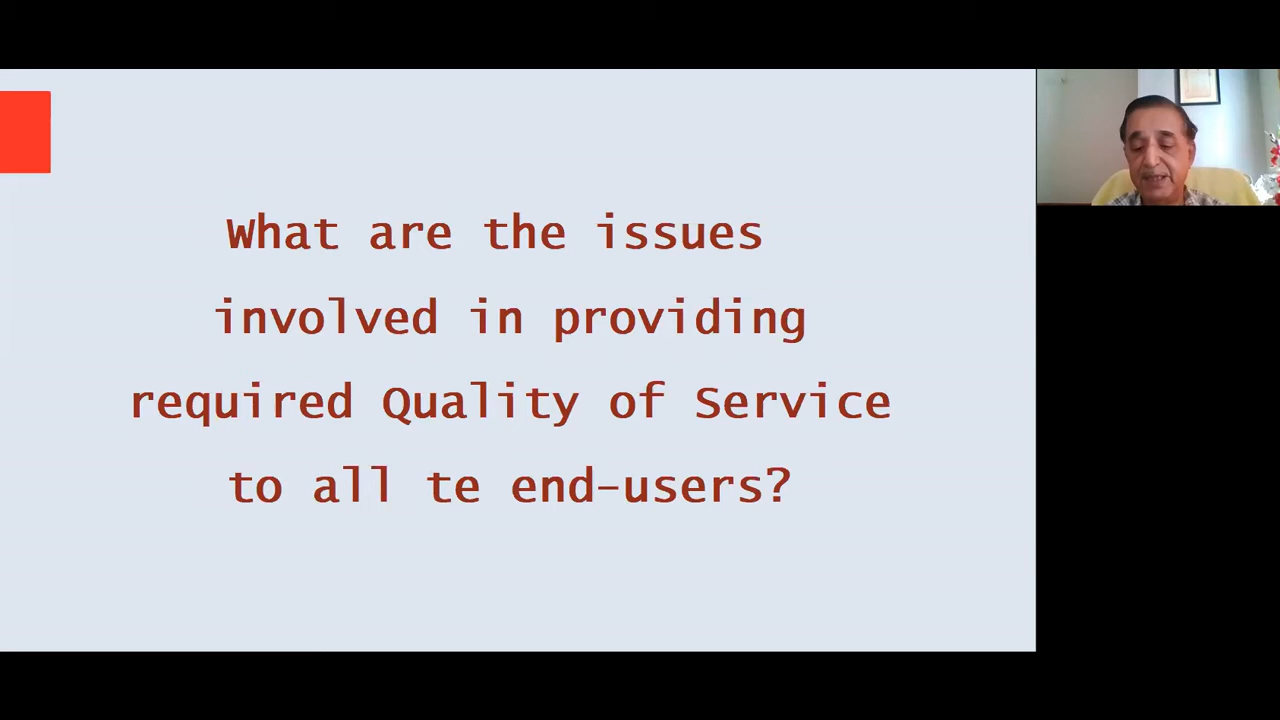 What are the issues
involved in providing
required Quality of Service
to all te end-users?